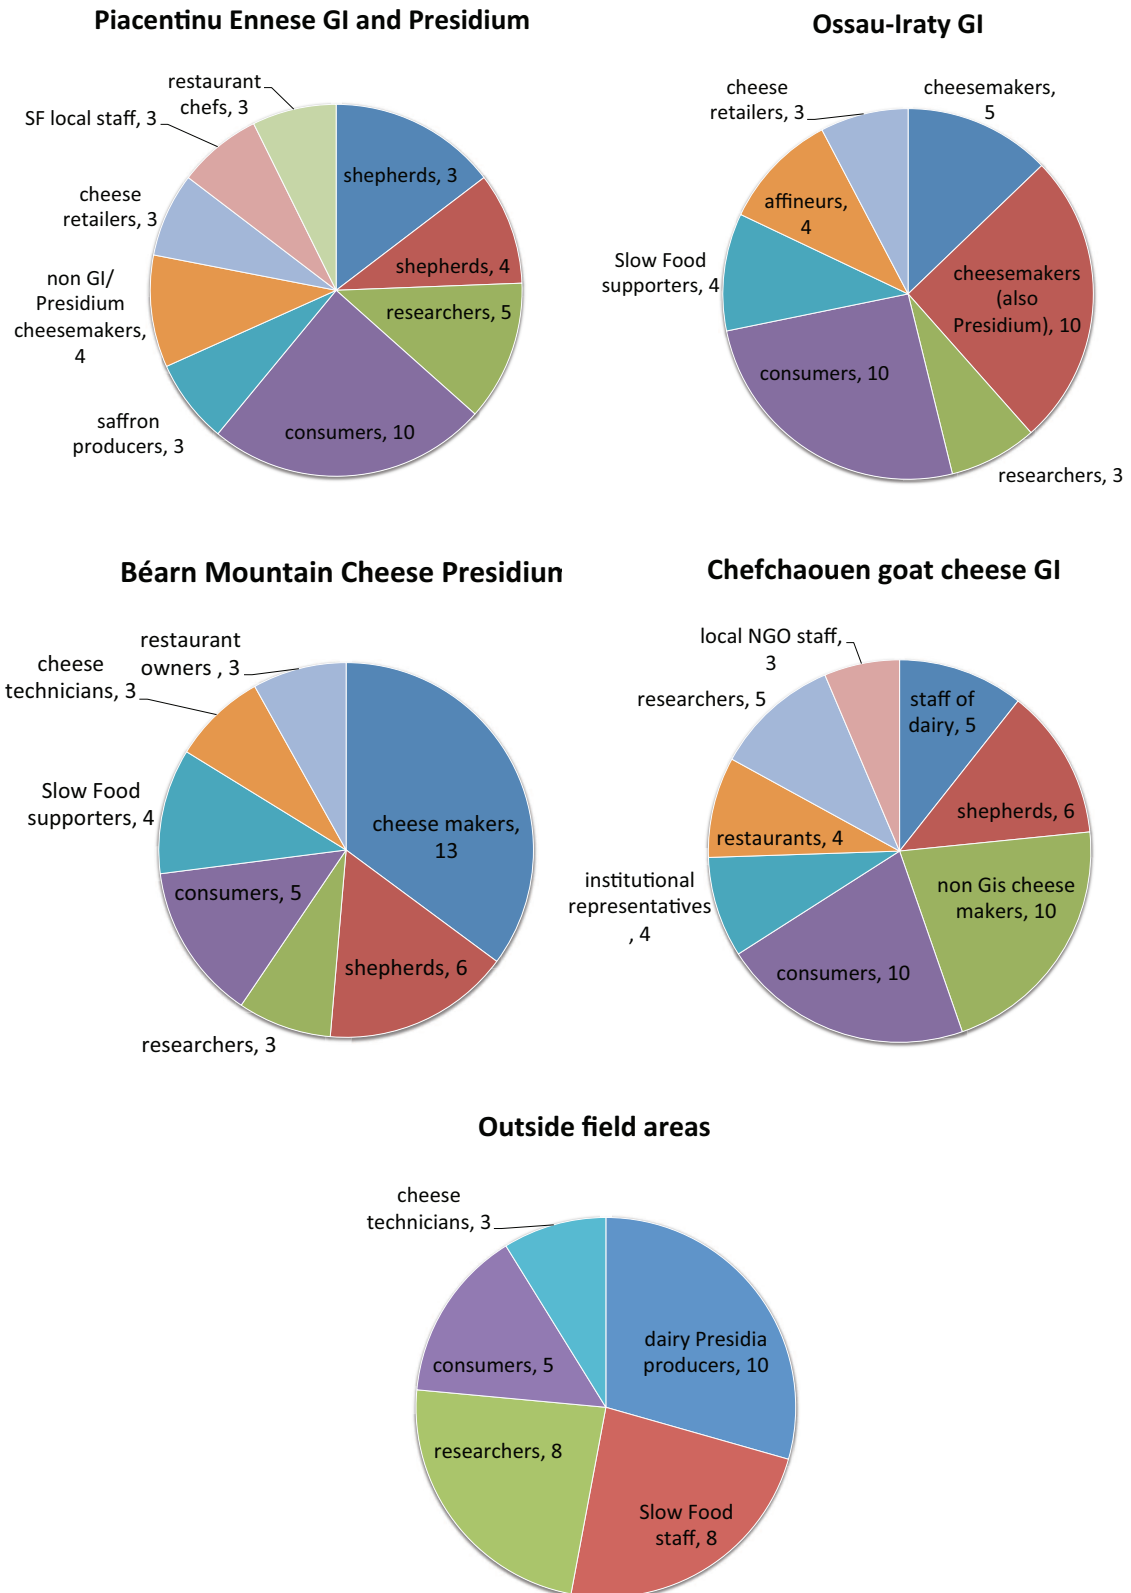 Piacentinu Ennese GI and Presidium
restaurant
chefs, 3
SF local staff, 3
shepherds, 3
cheese
retailers, 3
shepherds, 4
non GI/
Presidium
cheesemakers,
4
researchers, 5
saffron
producers, 3
consumers, 10
Ossau-Iraty GI
cheese
retailers, 3
cheesemakers,
5
affineurs,
4
Slow Food
supporters, 4
cheesemakers
(also
Presidium), 10
consumers, 10
researchers, 3
Béarn Mountain Cheese Presidium
restaurant
owners , 3
cheese
technicians, 3
Slow Food
supporters, 4
cheese makers,
13
consumers, 5
shepherds, 6
researchers, 3
Chefchaouen goat cheese GI
local NGO staff,
3
researchers, 5
staff of
dairy, 5
shepherds, 6
restaurants, 4
institutional
representatives
, 4
non Gis cheese
makers, 10
consumers, 10
Outside field areas
cheese
technicians, 3
dairy Presidia
producers, 10
consumers, 5
researchers, 8
Slow Food
staff, 8